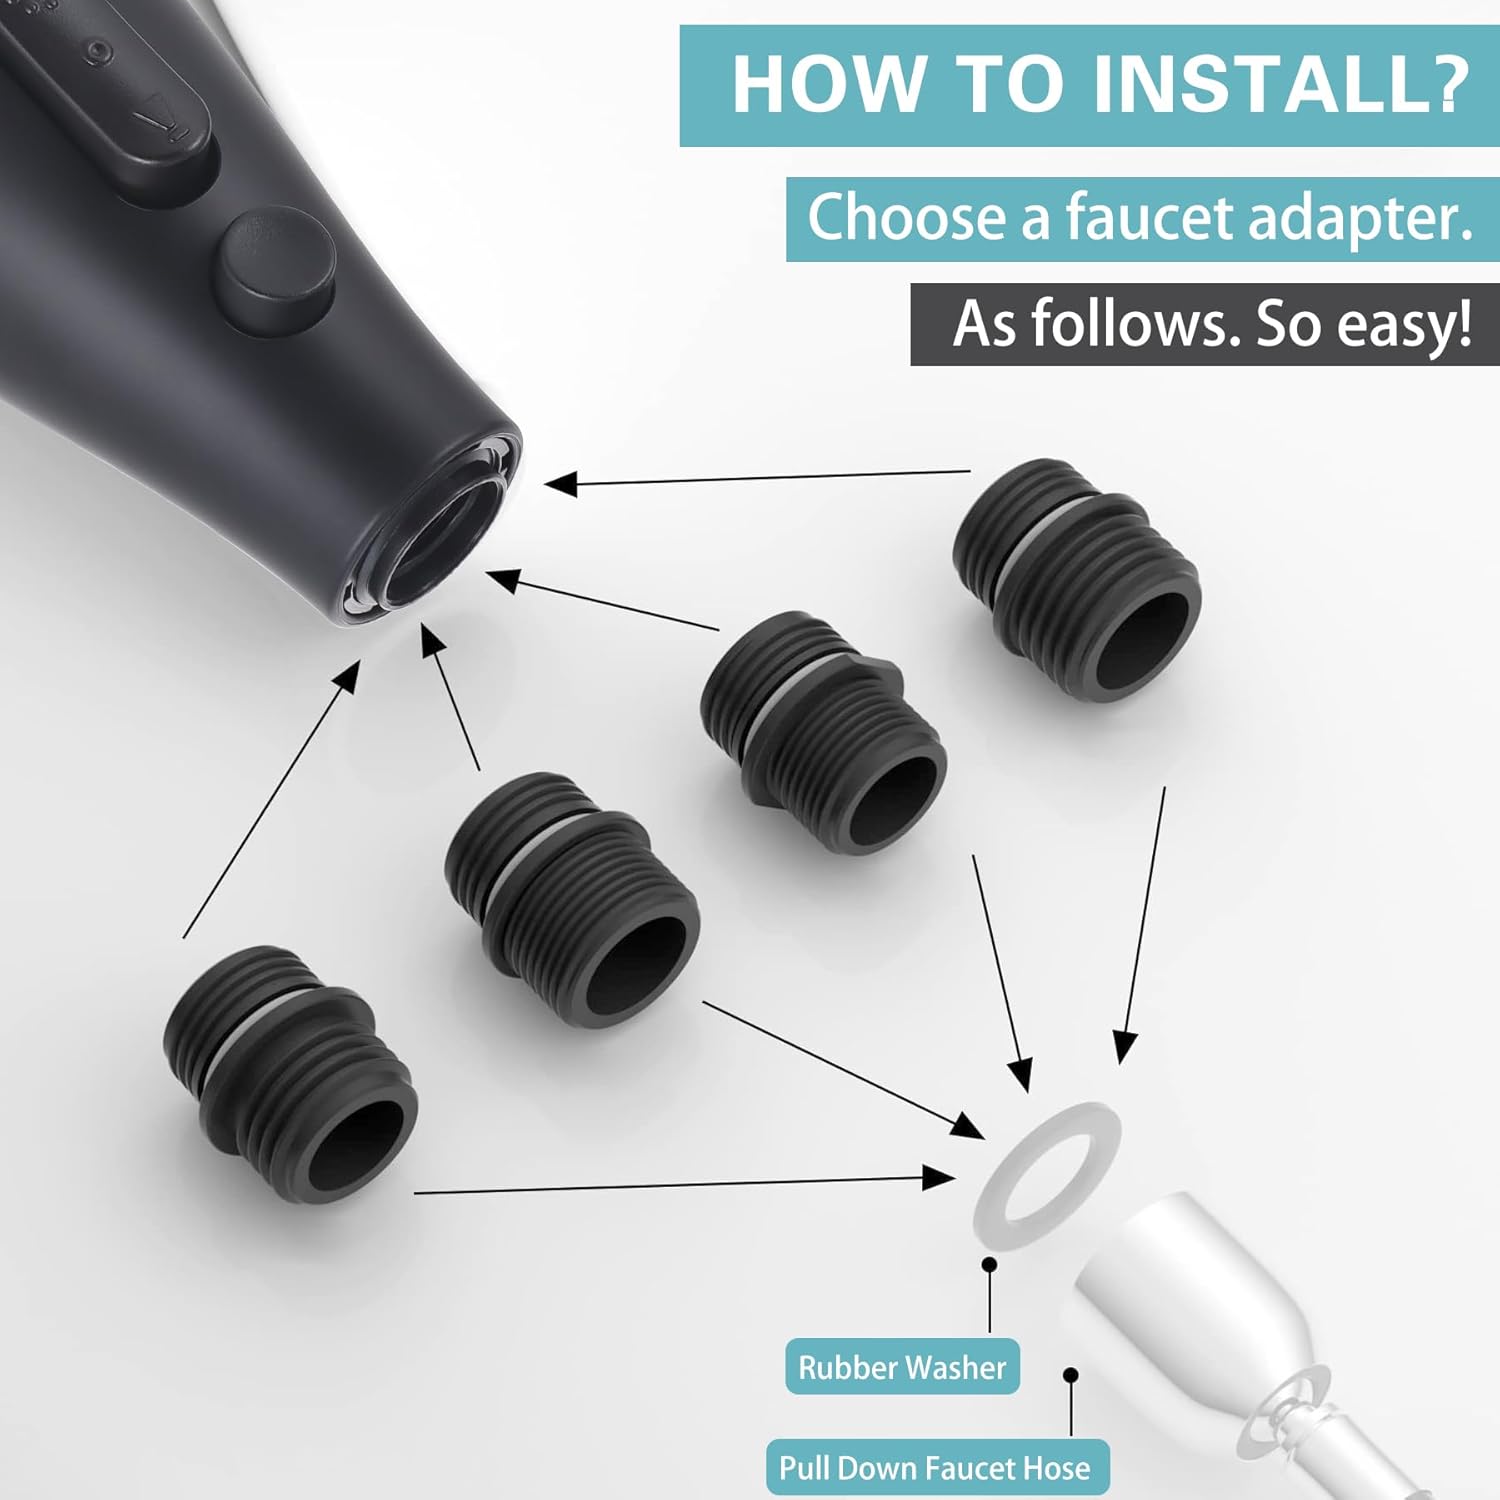 HOW TO INSTALL?
Choose a faucet adapter.
As follows. So easy!
Rubber Washer
Pull Down Faucet Hose